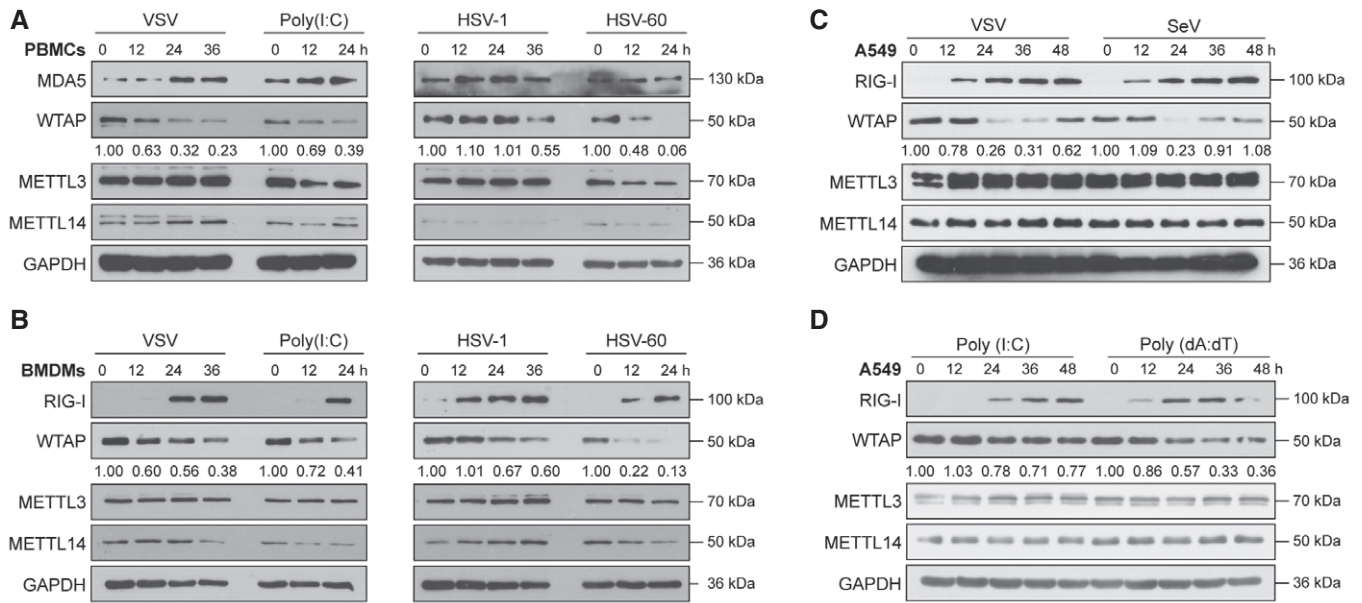 A
VSV Poly(I:C) HSV-1 HSV-60
PBMCs 0 12 24 36 0 12 24 h 0 12 24 36 0 12 24 h
MDA5 130 kDa
WTAP 50 kDa
1.00 0.63 0.32 0.23 1.00 0.69 0.39 1.00 1.10 1.01 0.55 1.00 0.48 0.06
METTL3 70 kDa
METTL14 50 kDa
GAPDH 36 kDa
B
VSV Poly(I:C) HSV-1 HSV-60
BMDMs 0 12 24 36 0 12 24 h 0 12 24 36 0 12 24 h
RIG-I 100 kDa
WTAP 50 kDa
1.00 0.60 0.56 0.38 1.00 0.72 0.41 1.00 1.01 0.67 0.60 1.00 0.22 0.13
METTL3 70 kDa
METTL14 50 kDa
GAPDH 36 kDa
C
VSV SeV
A549 0 12 24 36 48 0 12 24 36 48 h
RIG-I 100 kDa
WTAP 50 kDa
1.00 0.78 0.26 0.31 0.62 1.00 1.09 0.23 0.91 1.08
METTL3 70 kDa
METTL14 50 kDa
GAPDH 36 kDa
D
Poly (I:C) Poly (dA:dT)
A549 0 12 24 36 48 0 12 24 36 48 h
RIG-I 100 kDa
WTAP 50 kDa
1.00 1.03 0.78 0.71 0.77 1.00 0.86 0.57 0.33 0.36
METTL3 70 kDa
METTL14 50 kDa
GAPDH 36 kDa